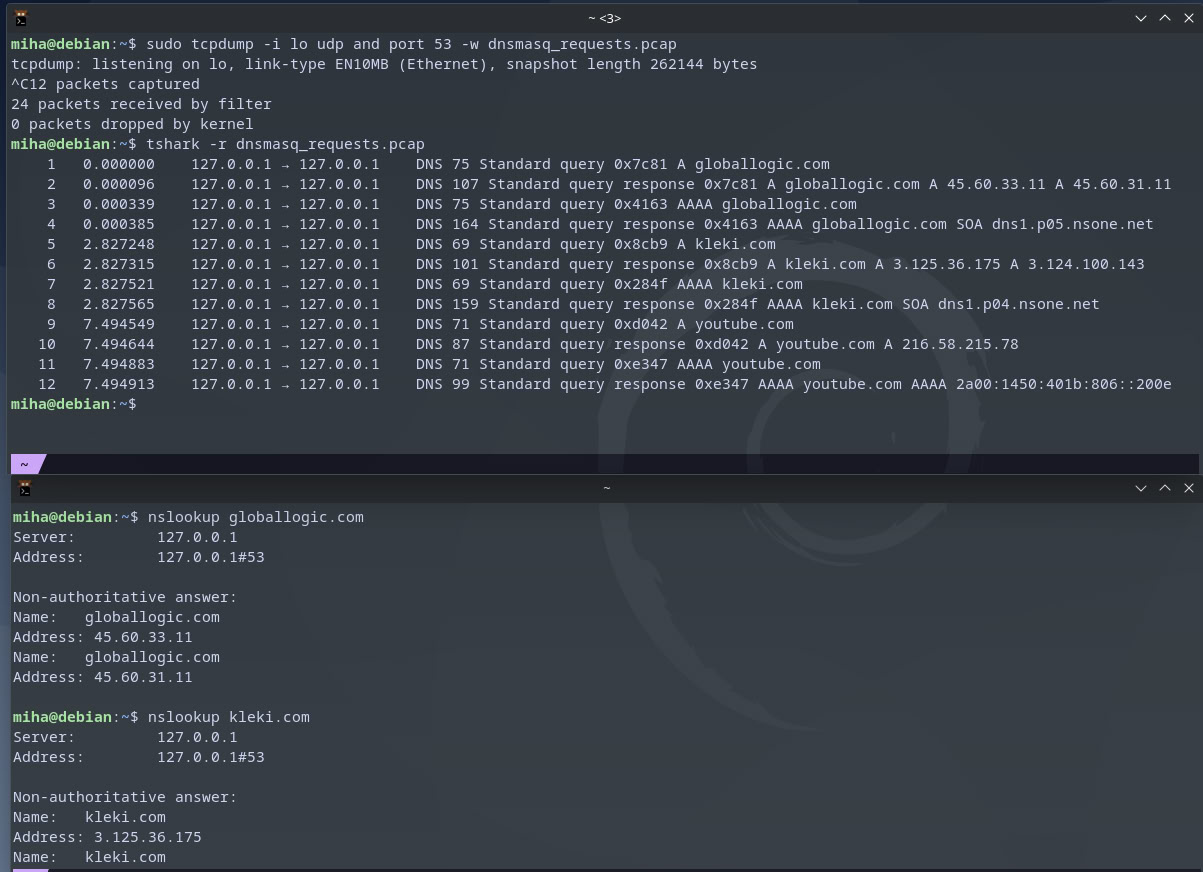 ~ <3>
miha@debian:~$ sudo tcpdump -i lo udp and port 53 -w dnsmasq_requests.pcap
tcpdump: listening on lo, link-type EN10MB (Ethernet), snapshot length 262144 bytes
^C12 packets captured
24 packets received by filter
0 packets dropped by kernel
miha@debian:~$ tshark -r dnsmasq_requests.pcap
1 0.000000 127.0.0.1 → 127.0.0.1 DNS 75 Standard query 0x7c81 A globallogic.com
2 0.000096 127.0.0.1 → 127.0.0.1 DNS 107 Standard query response 0x7c81 A globallogic.com A 45.60.33.11 A 45.60.31.11
3 0.000339 127.0.0.1 → 127.0.0.1 DNS 75 Standard query 0x4163 AAAA globallogic.com
4 0.000385 127.0.0.1 → 127.0.0.1 DNS 164 Standard query response 0x4163 AAAA globallogic.com SOA dns1.p05.nsone.net
5 2.827248 127.0.0.1 → 127.0.0.1 DNS 69 Standard query 0x8cb9 A kleki.com
6 2.827315 127.0.0.1 → 127.0.0.1 DNS 101 Standard query response 0x8cb9 A kleki.com A 3.125.36.175 A 3.124.100.143
7 2.827521 127.0.0.1 → 127.0.0.1 DNS 69 Standard query 0x284f AAAA kleki.com
8 2.827565 127.0.0.1 → 127.0.0.1 DNS 159 Standard query response 0x284f AAAA kleki.com SOA dns1.p04.nsone.net
9 7.494549 127.0.0.1 → 127.0.0.1 DNS 71 Standard query 0xd042 A youtube.com
10 7.494644 127.0.0.1 → 127.0.0.1 DNS 87 Standard query response 0xd042 A youtube.com A 216.58.215.78
11 7.494883 127.0.0.1 → 127.0.0.1 DNS 71 Standard query 0xe347 AAAA youtube.com
12 7.494913 127.0.0.1 → 127.0.0.1 DNS 99 Standard query response 0xe347 AAAA youtube.com AAAA 2a00:1450:401b:806::200e
miha@debian:~$
~
~
miha@debian:~$ nslookup globallogic.com
Server: 127.0.0.1
Address: 127.0.0.1#53
Non-authoritative answer:
Name: globallogic.com
Address: 45.60.33.11
Name: globallogic.com
Address: 45.60.31.11
miha@debian:~$ nslookup kleki.com
Server: 127.0.0.1
Address: 127.0.0.1#53
Non-authoritative answer:
Name: kleki.com
Address: 3.125.36.175
Name: kleki.com